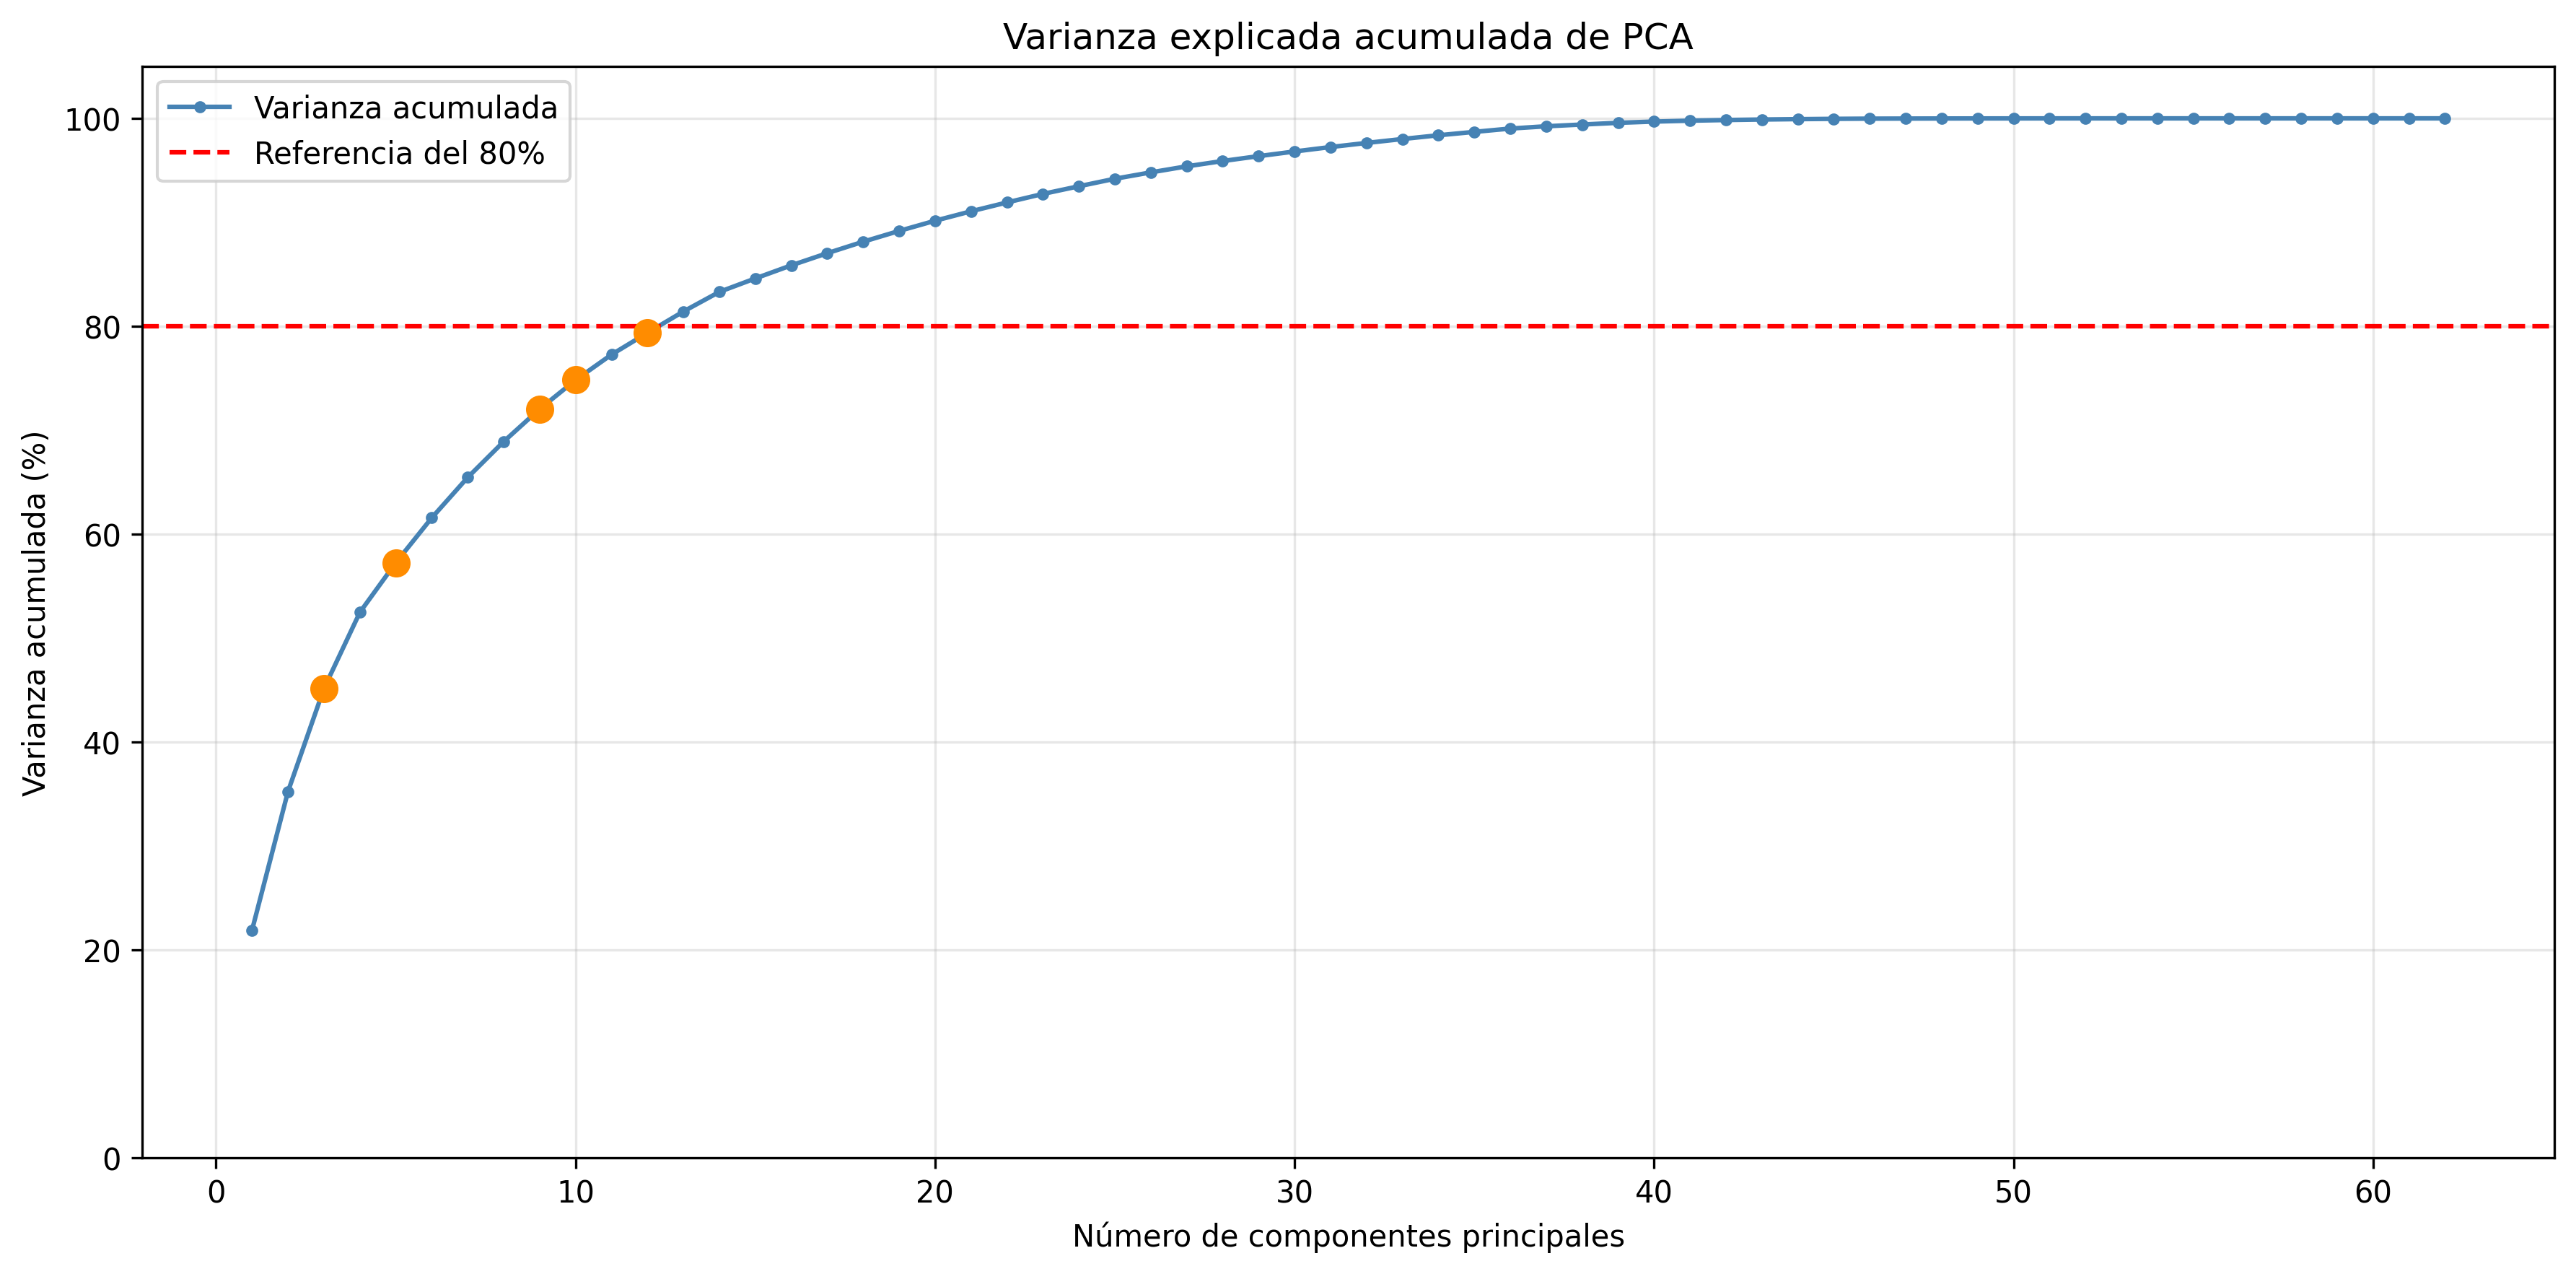 Varianza explicada acumulada de PCA
Varianza acumulada
Referencia del 80%
Varianza acumulada (%)
100
80
60
40
20
0
0 10 20 30 40 50 60
Número de componentes principales